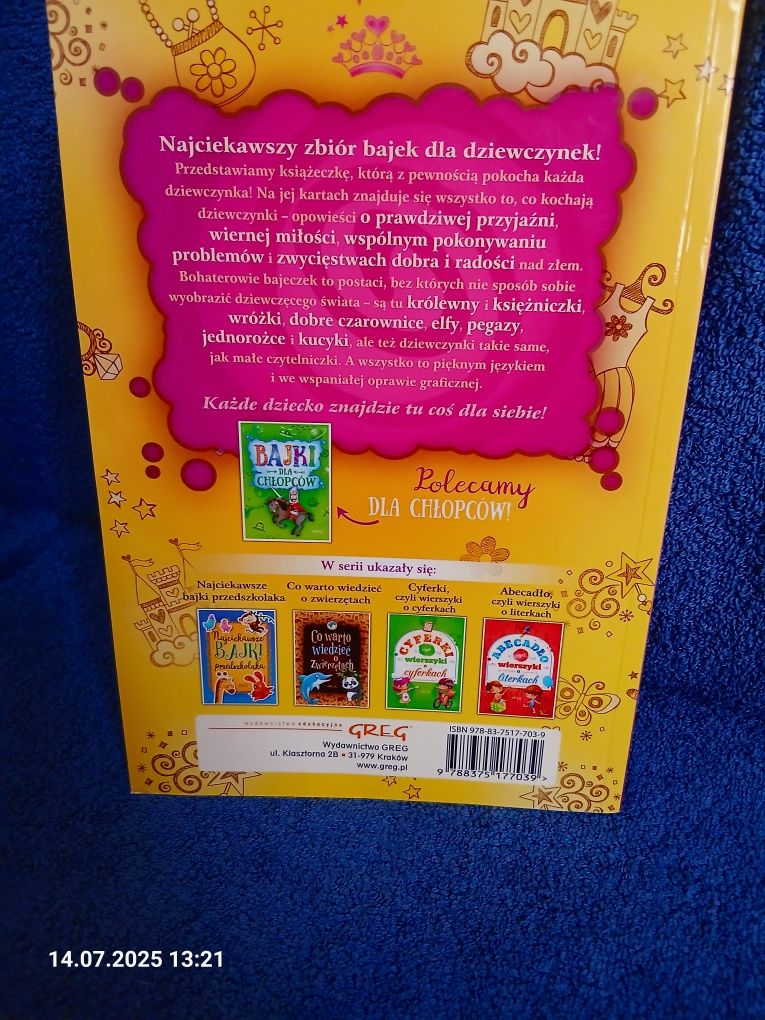 Najciekawszy zbiór bajek dla dziewczynek!
Przedstawiamy książeczkę, którą z pewnością pokocha każda
dziewczynka! Na jej kartach znajduje się wszystko to, co kochają
dziewczynki – opowieści o prawdziwej przyjaźni,
wiernej miłości, wspólnym pokonywaniu
problemów i zwycięstwach dobra i radości nad złem.
Bohaterowie bajeczek to postaci, bez których nie sposób sobie
wyobrazić dziewczęcego świata – są tu królewny i księżniczki,
wróżki, dobre czarownice, elfy, pegazy,
jednorożce i kucyki, ale też dziewczynki takie same,
jak małe czytelniczki. A wszystko to pięknym językiem
i we wspaniałej oprawie graficznej.
Każde dziecko znajdzie tu coś dla siebie!
BAJKI
DLA
CHŁOPCÓW
Polecamy
DLA CHŁOPCÓW!
W serii ukazały się:
Najciekawsze
bajki przedszkolaka
Co warto wiedzieć
o zwierzętach
Cyferki,
czyli wierszyki
o cyferkach
Abecadło,
czyli wierszyki
o literkach
Najciekawsze
BAJKI
przedszkolaka
Co warto
wiedzieć
o
zwierzętach
CYFERKI
wierszyki
cyferkach
ABECADŁO
wierszyki
literkach
wydawnictwo edukacyjne GREG®
Wydawnictwo GREG
ul. Klasztorna 2B • 31-979 Kraków
www.greg.pl
ISBN 978-83-7517-703-9
9 788375 177039 >
14.07.2025 13:21